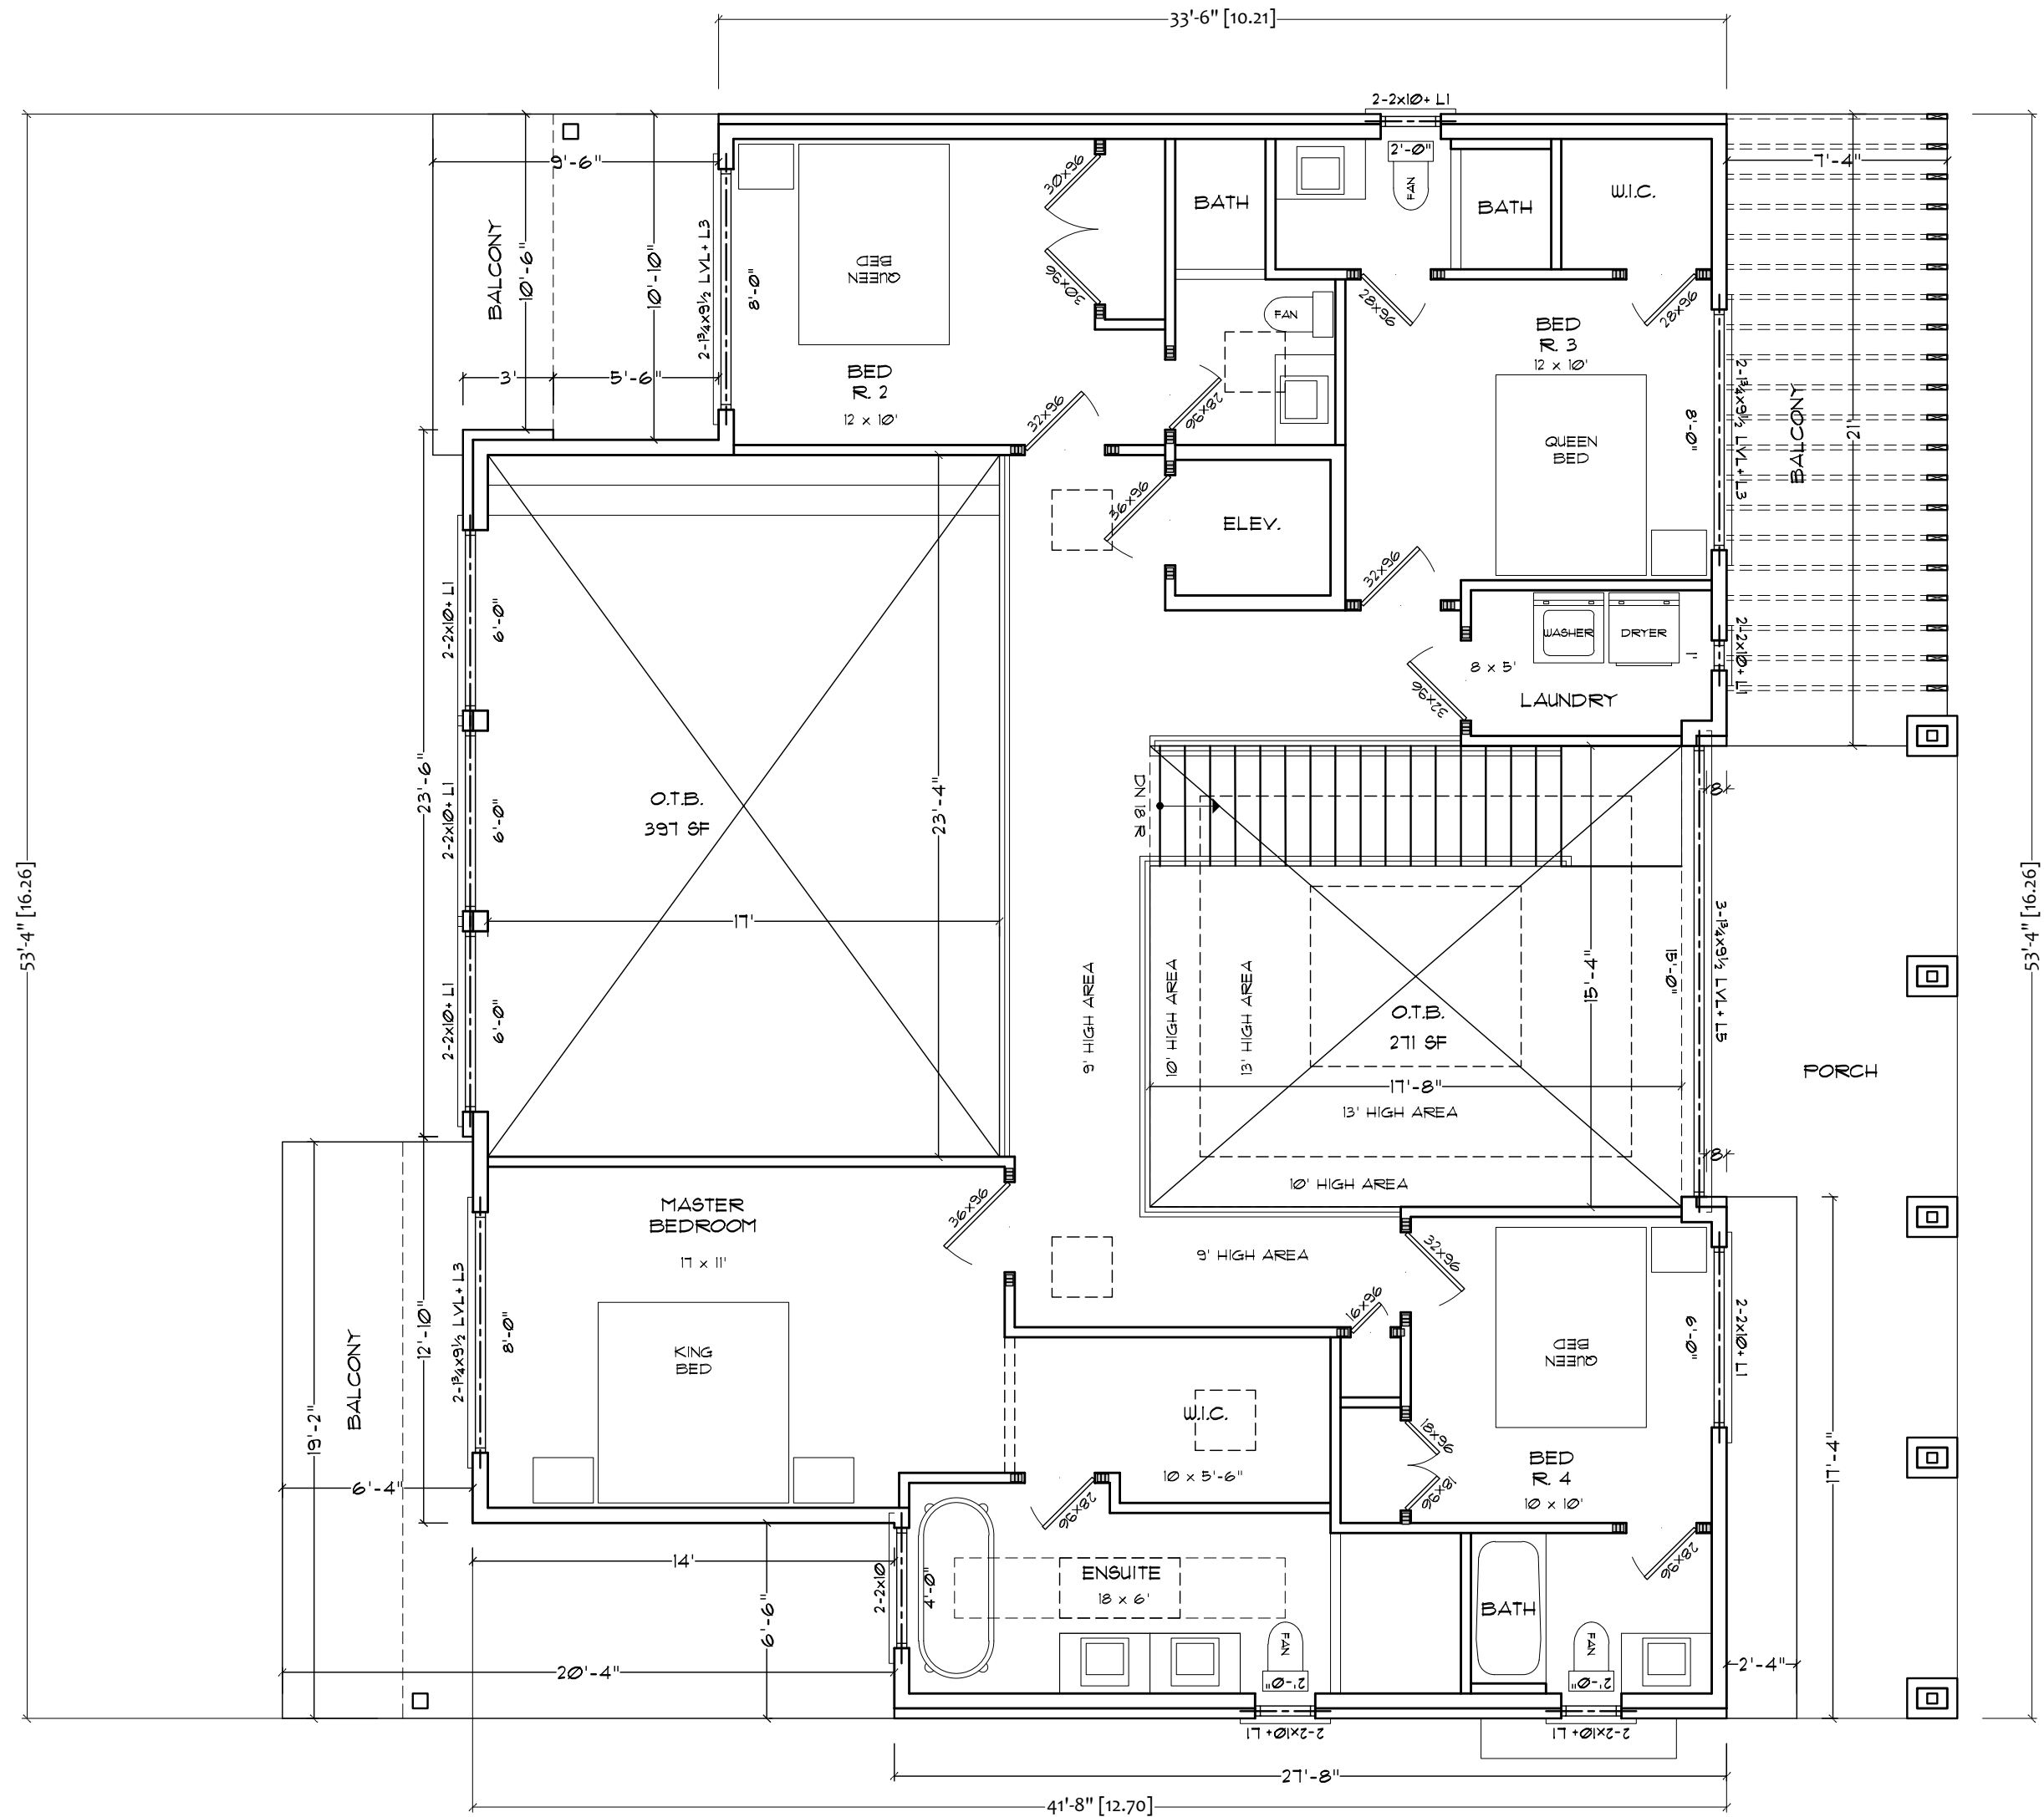 33'-6" [10.21]
2-2x10+ L1
9'-6"
7'-4"
30x96
2'-0"
FAN
BATH
BATH
W.I.C.
BALCONY
10'-6"
10'-10"
2-1¾x9½ LVL+ L3
8'-0"
QUEEN
BED
30x96
28x96
28x96
FAN
BED
R. 3
12 x 10'
3'
5'-6"
BED
R. 2
12 x 10'
32x96
28x96
2-1¾x9½ LVL+ L3
8'-0"
BALCONY
21'
QUEEN
BED
36x96
ELEV.
32x96
2-2x10+ L1
6'-0"
WASHER
DRYER
8 x 5'
1'
2-2x10+ L1
32x96
LAUNDRY
23'-6"
2-2x10+ L1
6'-0"
O.T.B.
397 SF
23'-4"
DN 18 R
8"
53'-4" [16.26]
53'-4" [16.26]
17'
2-2x10+ L1
6'-0"
9' HIGH AREA
10' HIGH AREA
13' HIGH AREA
15'-4"
15'-0"
3-1¾x9½ LVL+ L5
O.T.B.
271 SF
PORCH
17'-8"
13' HIGH AREA
8"
10' HIGH AREA
MASTER
BEDROOM
17 x 11'
36x96
9' HIGH AREA
32x96
16x96
BALCONY
12'-10"
2-1¾x9½ LVL+ L3
8'-0"
KING
BED
QUEEN
BED
6'-0"
2-2x10+ L1
19'-2"
W.I.C.
10 x 5'-6"
18x96
18x96
BED
R. 4
10 x 10'
17'-4"
6'-4"
28x96
28x96
14'
2-2x10
4'-0"
ENSUITE
18 x 6'
BATH
6'-6"
FAN
FAN
20'-4"
2'-0"
2'-0"
2'-4"
2-2x10+ L1
2-2x10+ L1
27'-8"
41'-8" [12.70]